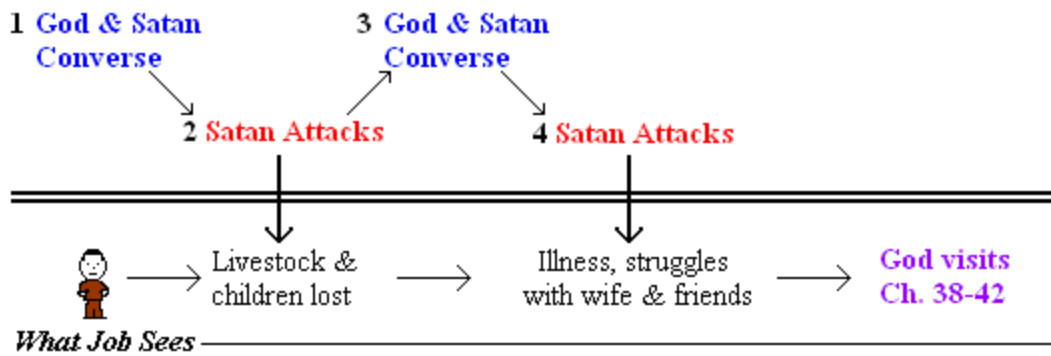 1 God & Satan
Converse
3 God & Satan
Converse
2 Satan Attacks
4 Satan Attacks
Livestock &
children lost
Illness, struggles
with wife & friends
God visits
Ch. 38-42
What Job Sees